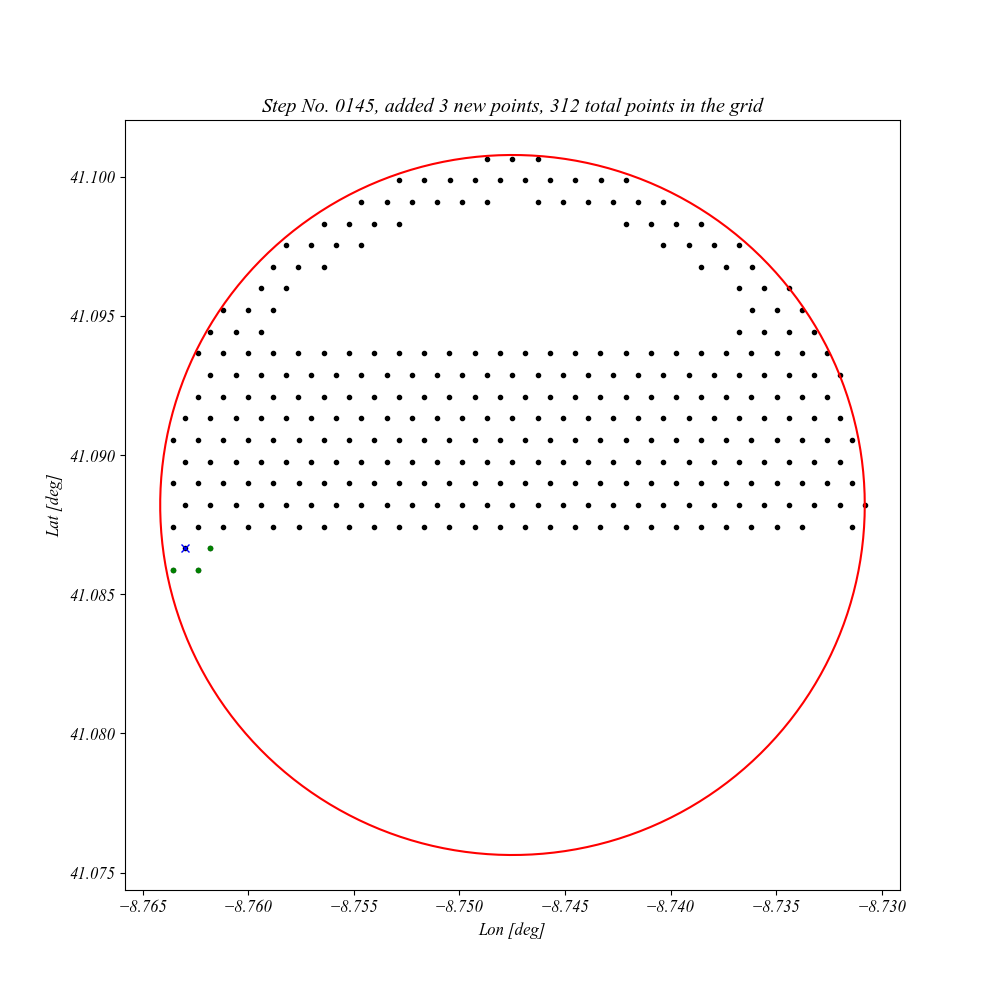 Step No. 0145, added 3 new points, 312 total points in the grid
41.100
41.095
41.090
41.085
41.080
41.075
Lat [deg]
−8.765 −8.760 −8.755 −8.750 −8.745 −8.740 −8.735 −8.730
Lon [deg]